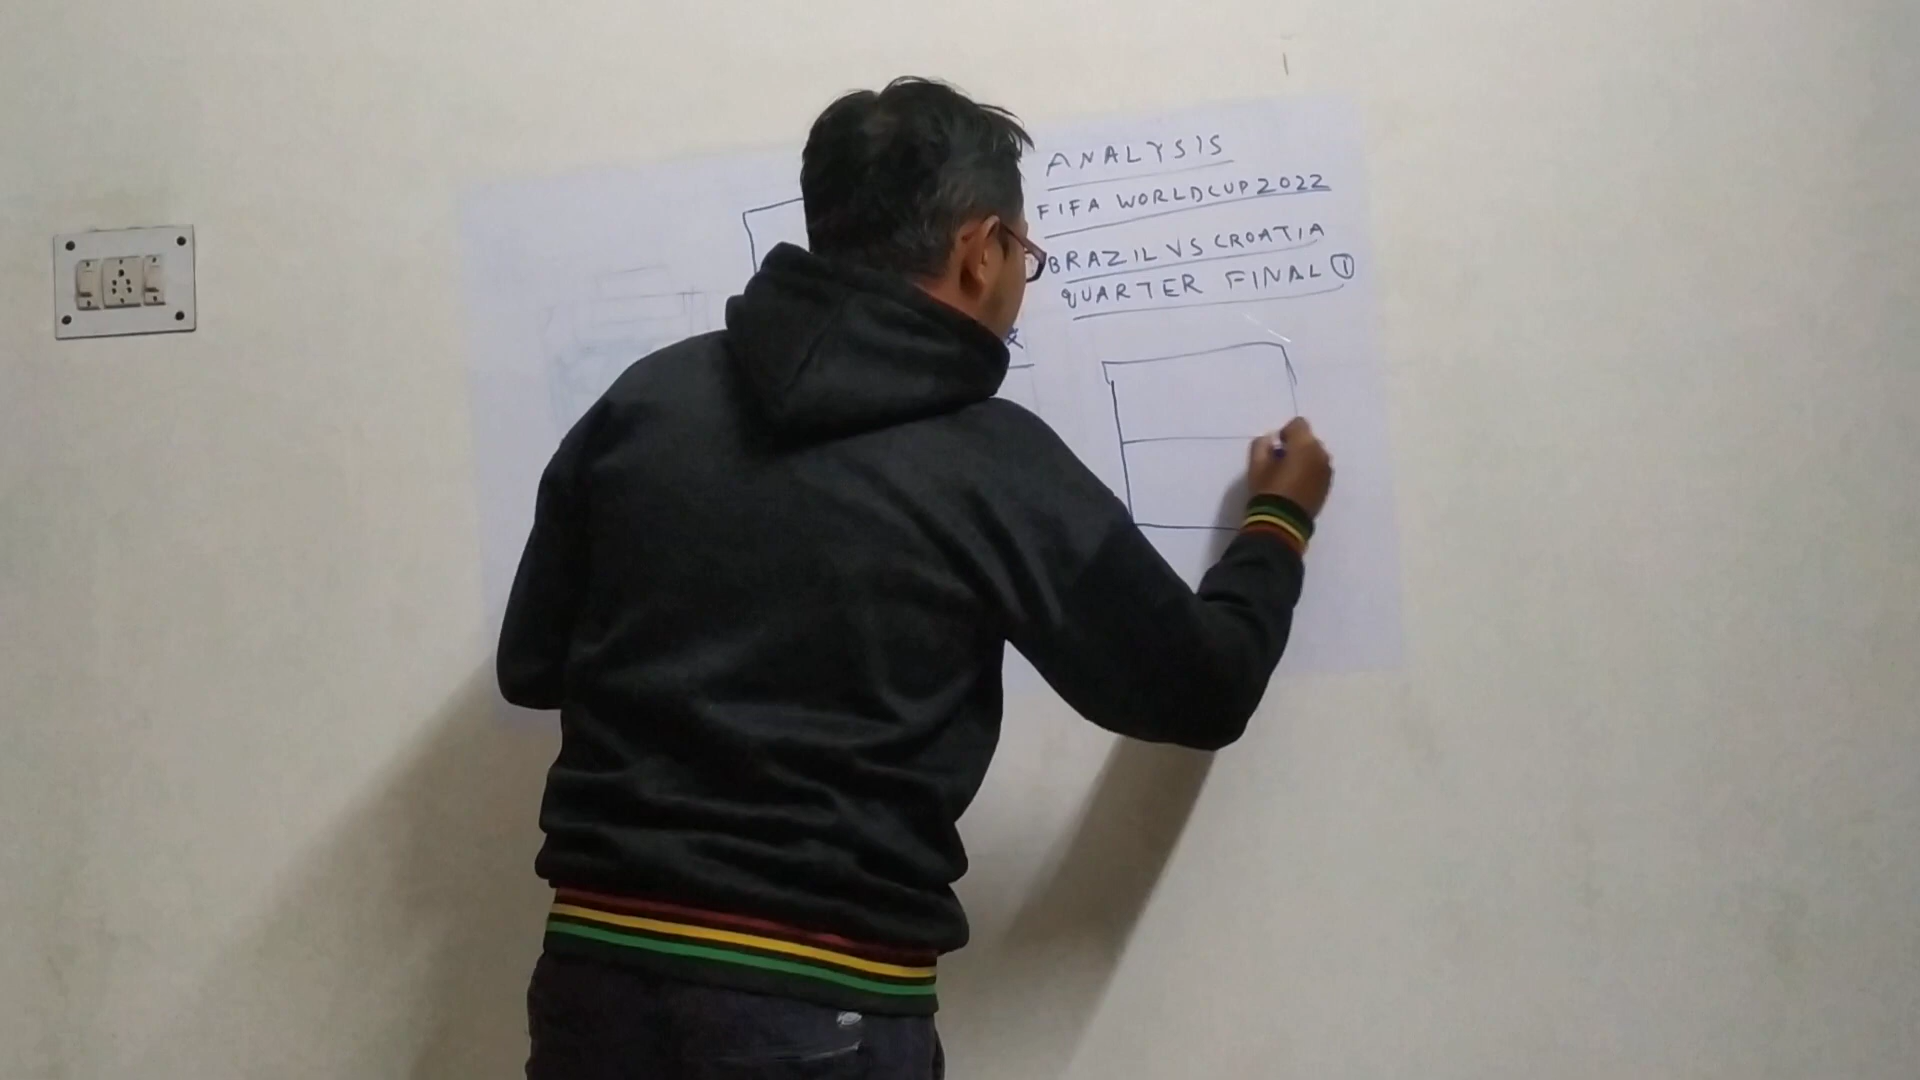 ANALYSIS
FIFA WORLDCUP 2022
BRAZIL VS CROATIA
QUARTER FINAL ①